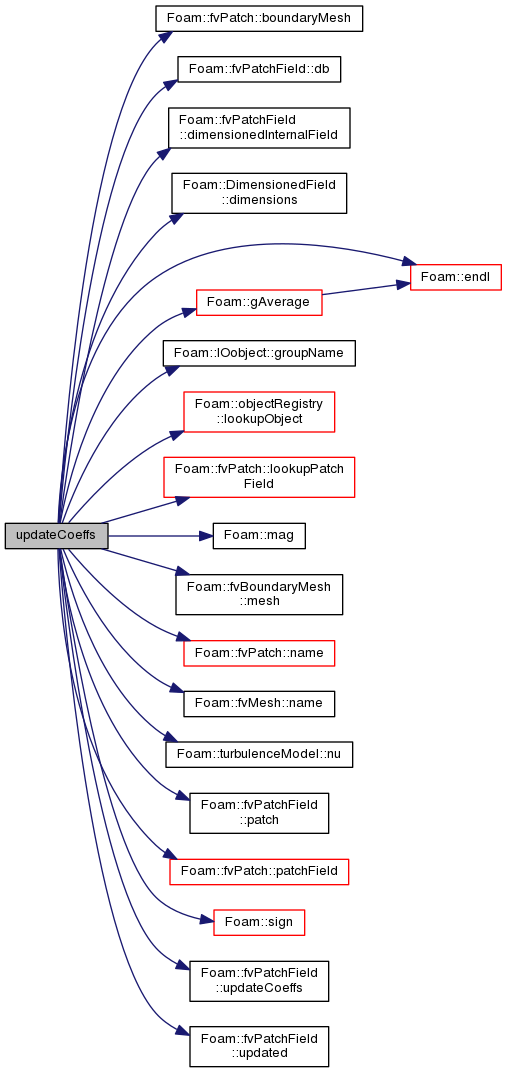 Foam::fvPatch::boundaryMesh
Foam::fvPatchField::db
Foam::fvPatchField
::dimensionedInternalField
Foam::DimensionedField
::dimensions
Foam::endl
Foam::gAverage
Foam::IOobject::groupName
Foam::objectRegistry
::lookupObject
Foam::fvPatch::lookupPatch
Field
updateCoeffs
Foam::mag
Foam::fvBoundaryMesh
::mesh
Foam::fvPatch::name
Foam::fvMesh::name
Foam::turbulenceModel::nu
Foam::fvPatchField
::patch
Foam::fvPatch::patchField
Foam::sign
Foam::fvPatchField
::updateCoeffs
Foam::fvPatchField
::updated